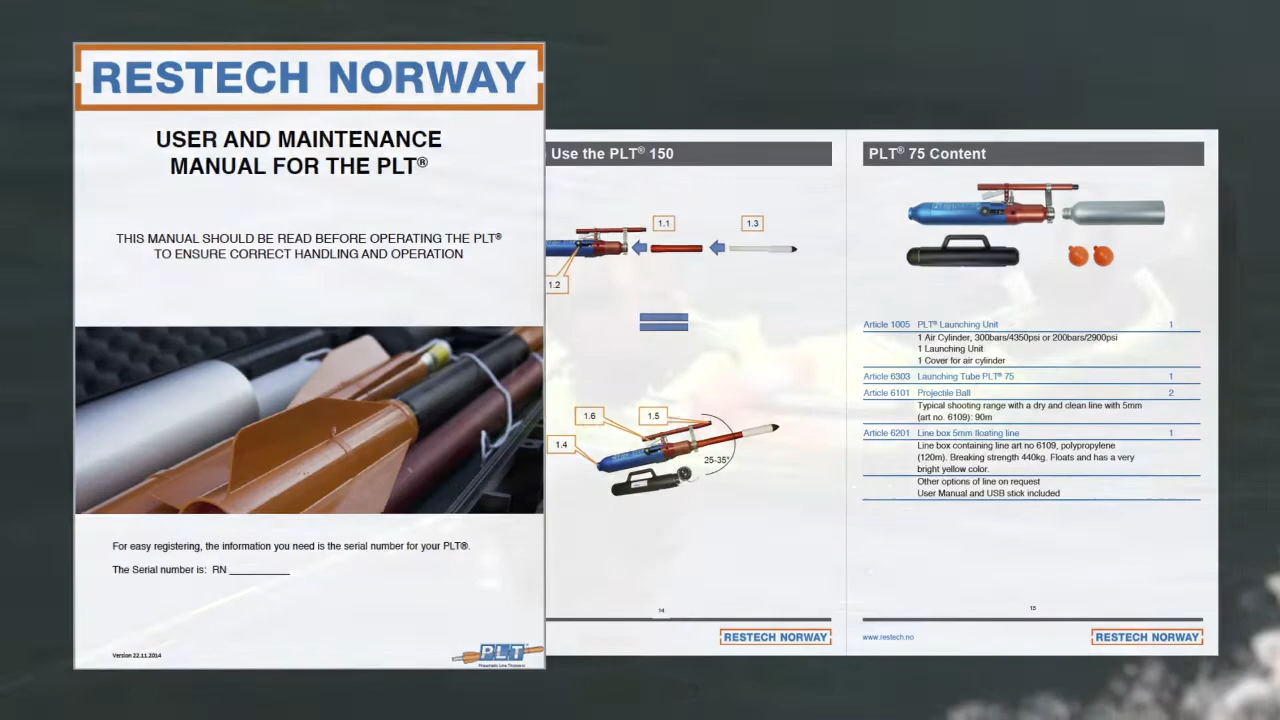 RESTECH NORWAY
USER AND MAINTENANCE
MANUAL FOR THE PLT®
THIS MANUAL SHOULD BE READ BEFORE OPERATING THE PLT®
TO ENSURE CORRECT HANDLING AND OPERATION
For easy registering, the information you need is the serial number for your PLT®.
The Serial number is: RN __________
Version 22.11.2014
PLT
Pneumatic Line Throwers
Use the PLT® 150
1.1
1.3
1.2
1.6
1.5
1.4
25-35°
14
RESTECH NORWAY
PLT® 75 Content
Article 1005 PLT® Launching Unit 1
1 Air Cylinder, 300bars/4350psi or 200bars/2900psi
1 Launching Unit
1 Cover for air cylinder
Article 6303 Launching Tube PLT® 75 1
Article 6101 Projectile Ball 2
Typical shooting range with a dry and clean line with 5mm
(art no. 6109): 90m
Article 6201 Line box 5mm floating line 1
Line box containing line art no 6109, polypropylene
(120m). Breaking strength 440kg. Floats and has a very
bright yellow color.
Other options of line on request
User Manual and USB stick included
15
www.restech.no
RESTECH NORWAY